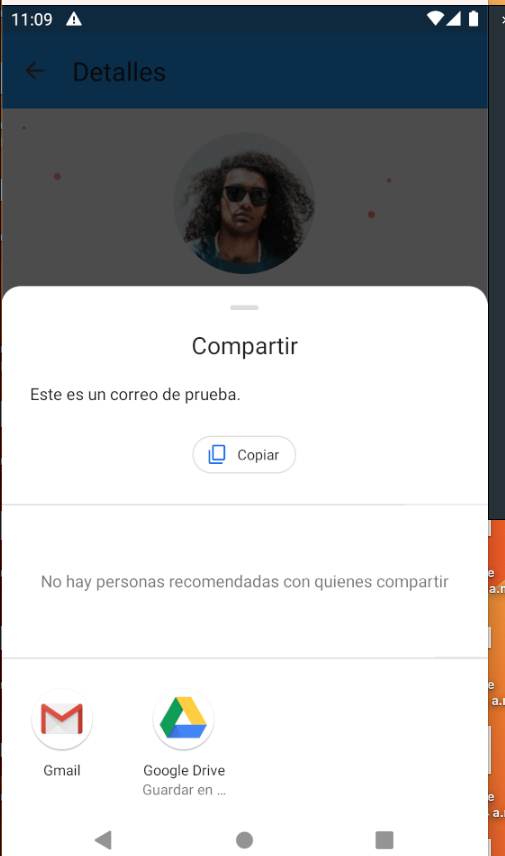 11:09
Detalles
Compartir
Este es un correo de prueba.
Copiar
No hay personas recomendadas con quienes compartir
Gmail
Google Drive
Guardar en ...
e
a.
e
a.
e
a.